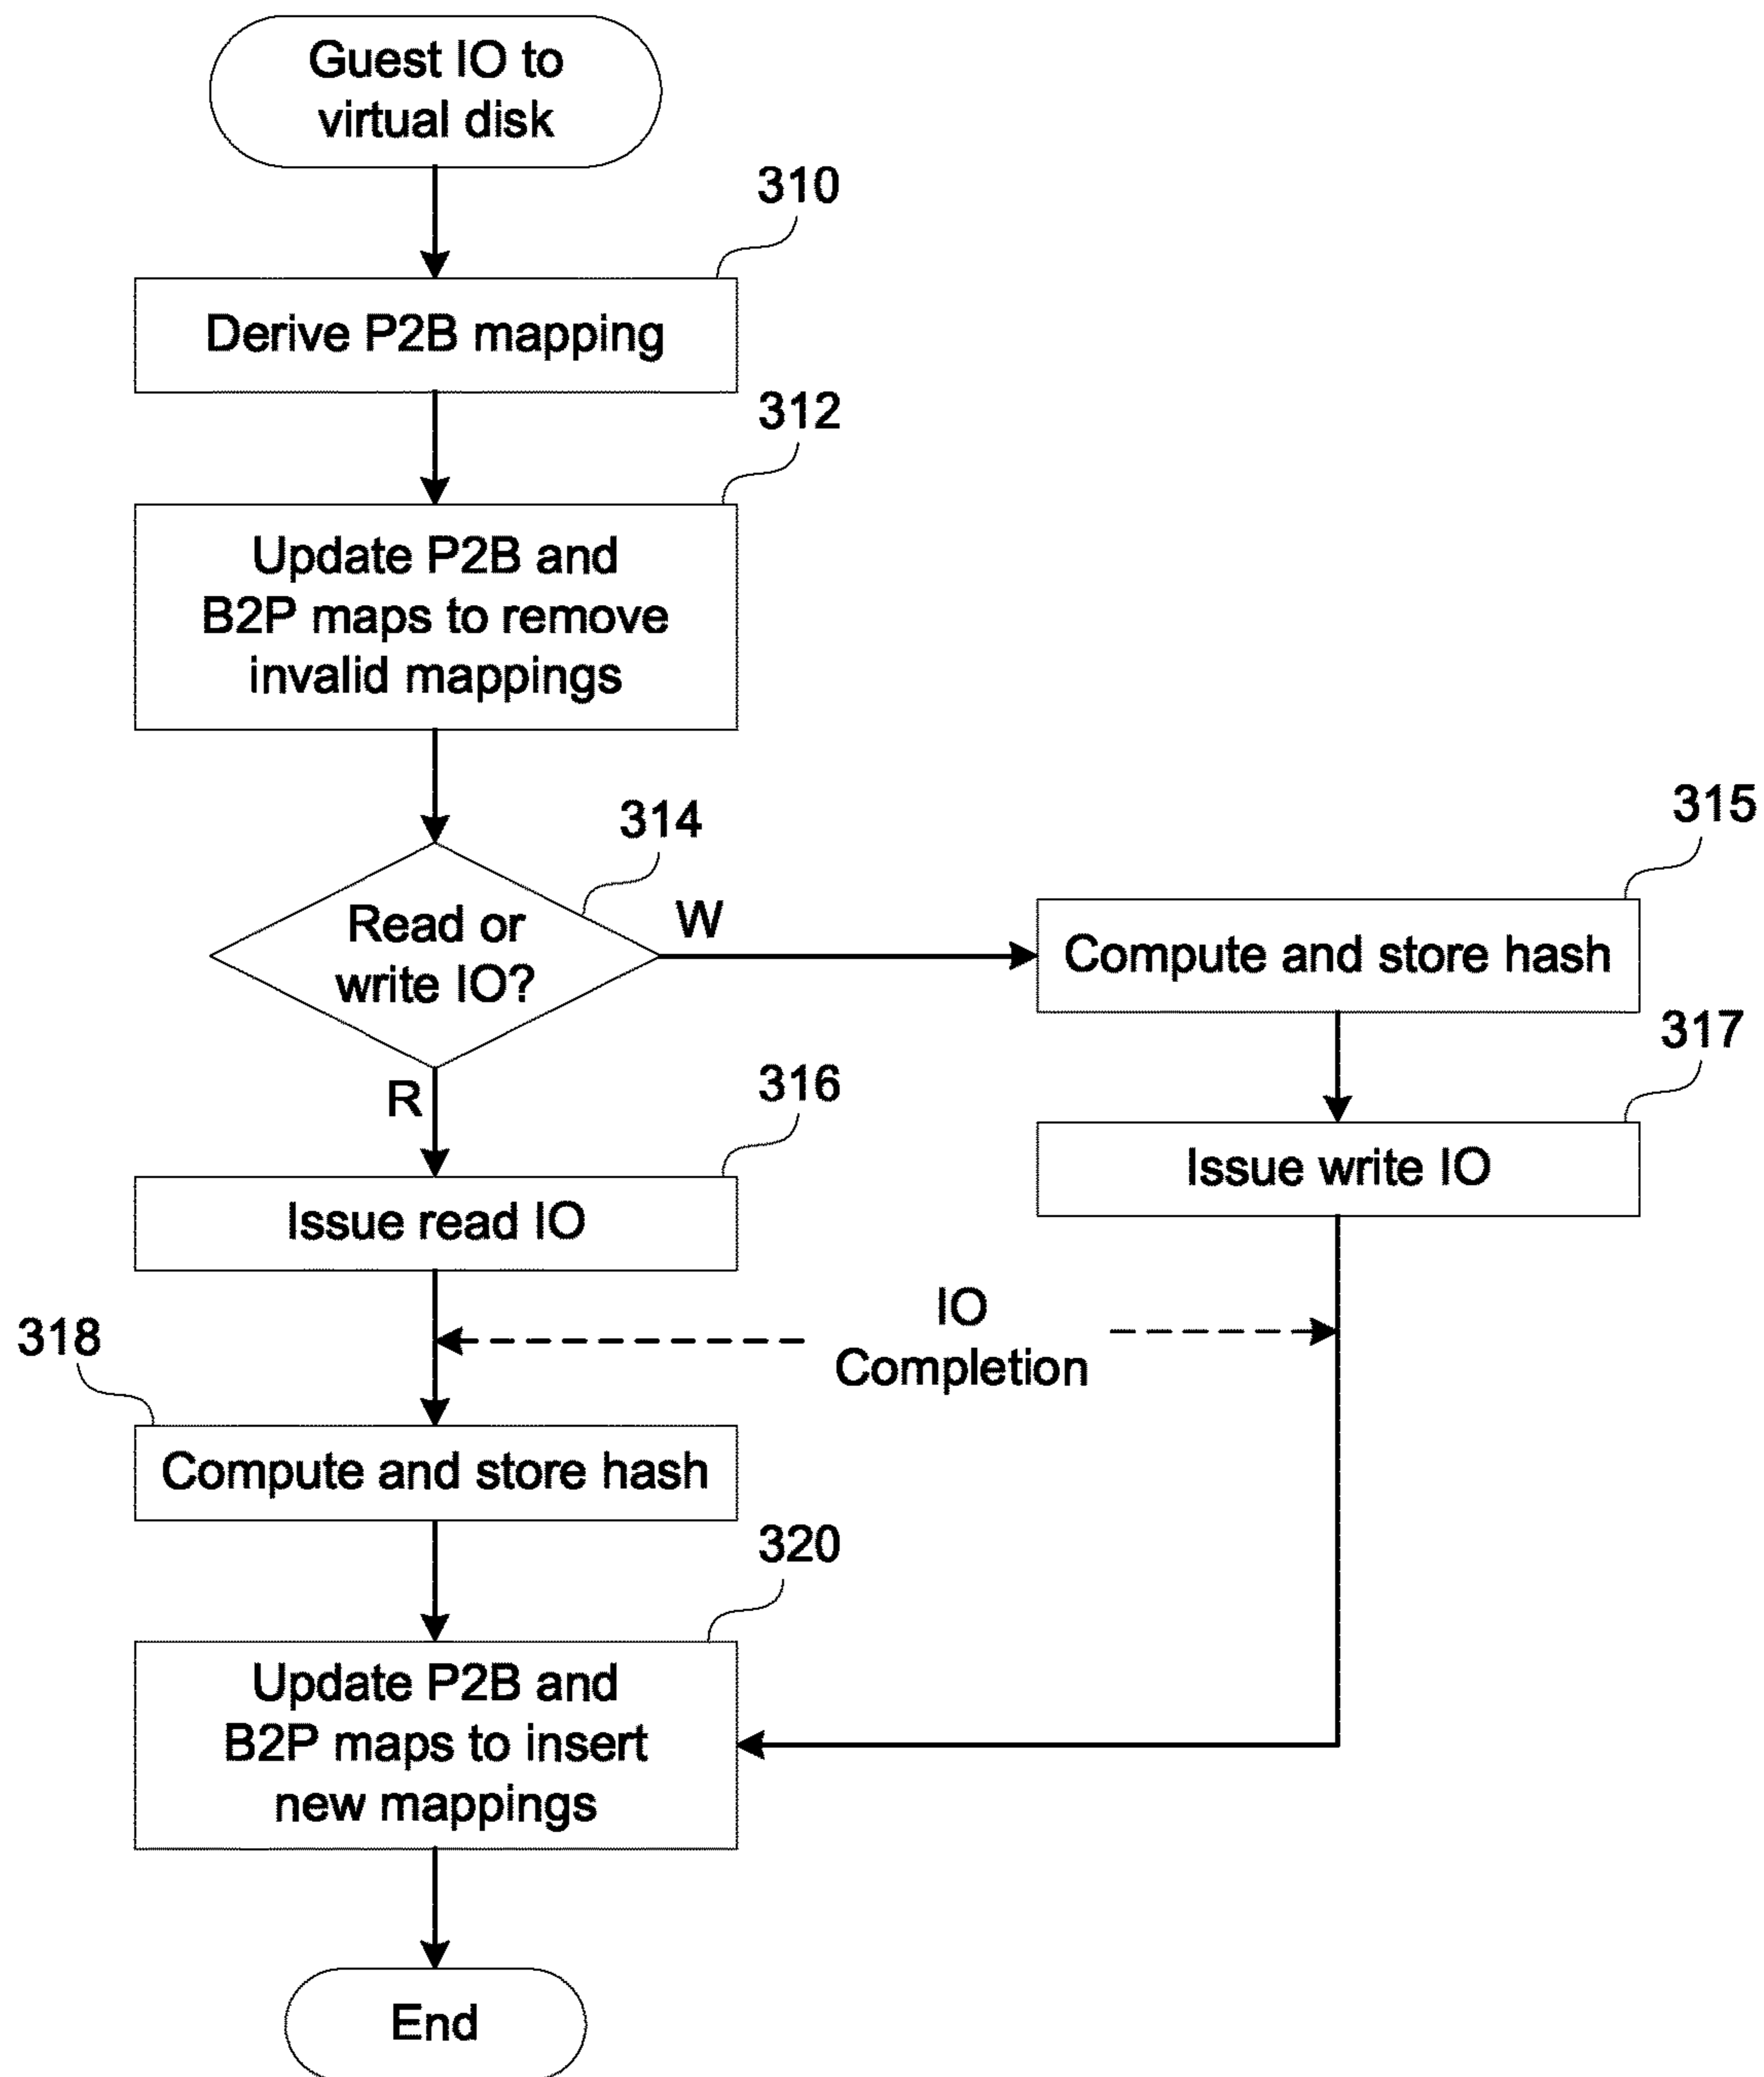 Guest IO to
virtual disk
310
Derive P2B mapping
312
Update P2B and
B2P maps to remove
invalid mappings
314
Read or
write IO?
W
315
Compute and store hash
317
Issue write IO
R
316
Issue read IO
IO
Completion
318
Compute and store hash
320
Update P2B and
B2P maps to insert
new mappings
End